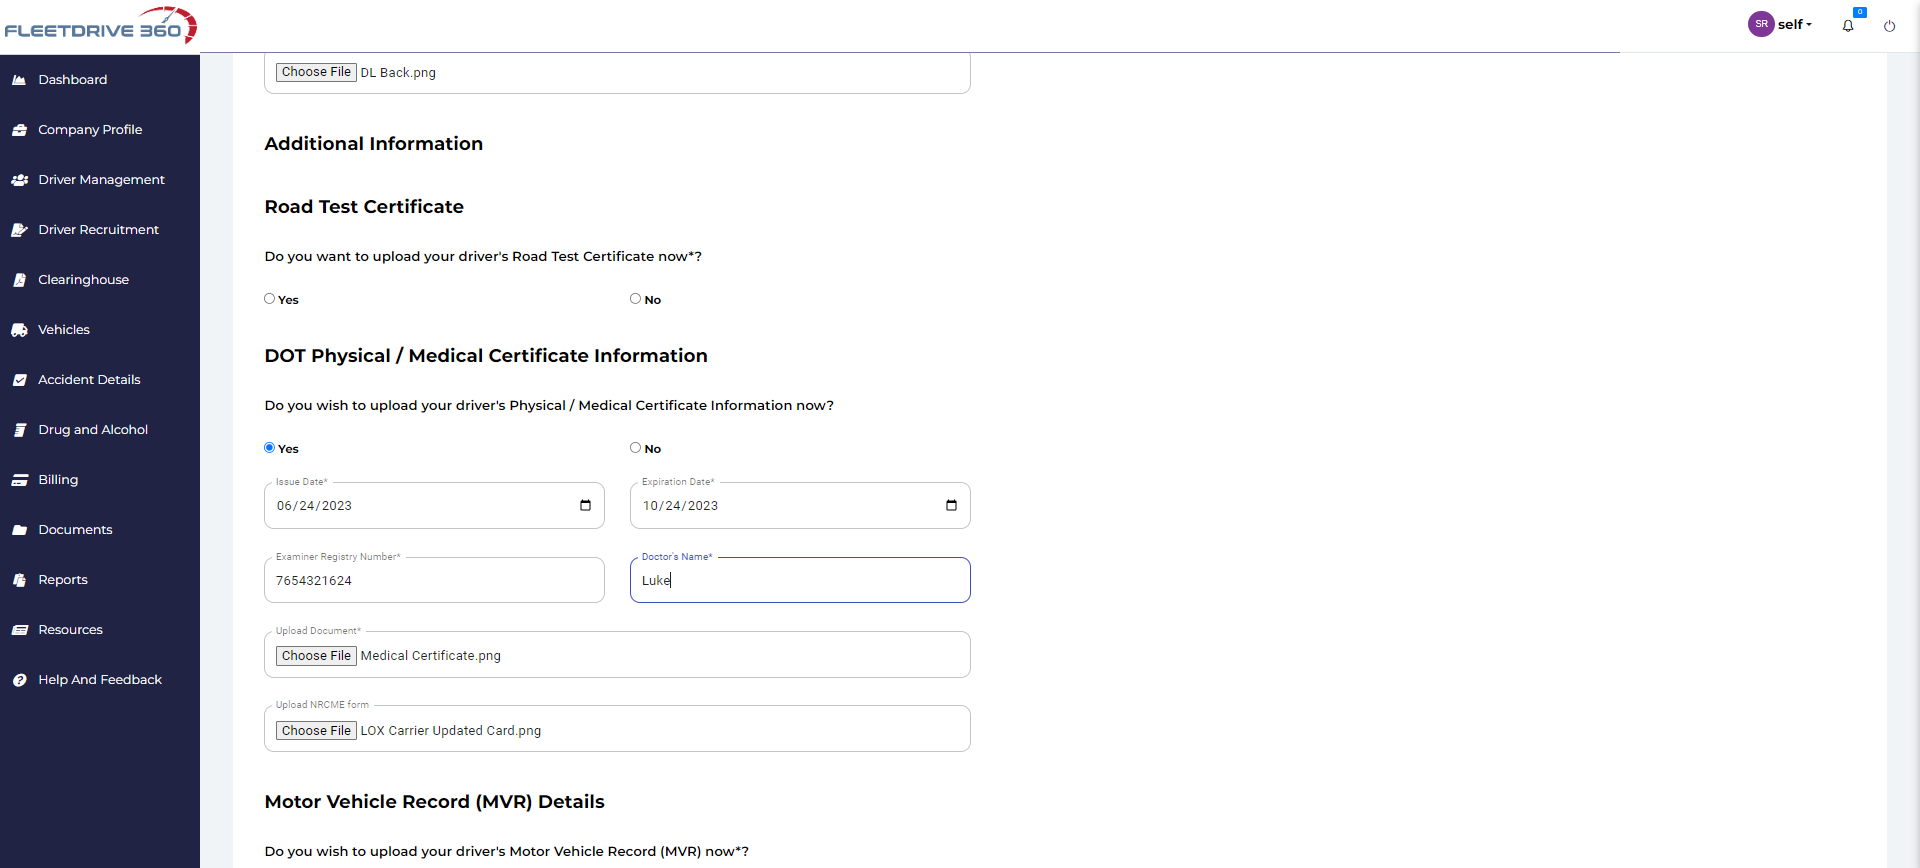 FLEETDRIVE 360
SR self
0
Dashboard
Company Profile
Driver Management
Driver Recruitment
Clearinghouse
Vehicles
Accident Details
Drug and Alcohol
Billing
Documents
Reports
Resources
Help And Feedback
Choose File DL Back.png
Additional Information
Road Test Certificate
Do you want to upload your driver's Road Test Certificate now*?
Yes No
DOT Physical / Medical Certificate Information
Do you wish to upload your driver's Physical / Medical Certificate Information now?
Yes No
Issue Date* Expiration Date*
06/24/2023 10/24/2023
Examiner Registry Number* Doctor's Name*
7654321624 Luke
Upload Document*
Choose File Medical Certificate.png
Upload NRCME form
Choose File LOX Carrier Updated Card.png
Motor Vehicle Record (MVR) Details
Do you wish to upload your driver's Motor Vehicle Record (MVR) now*?